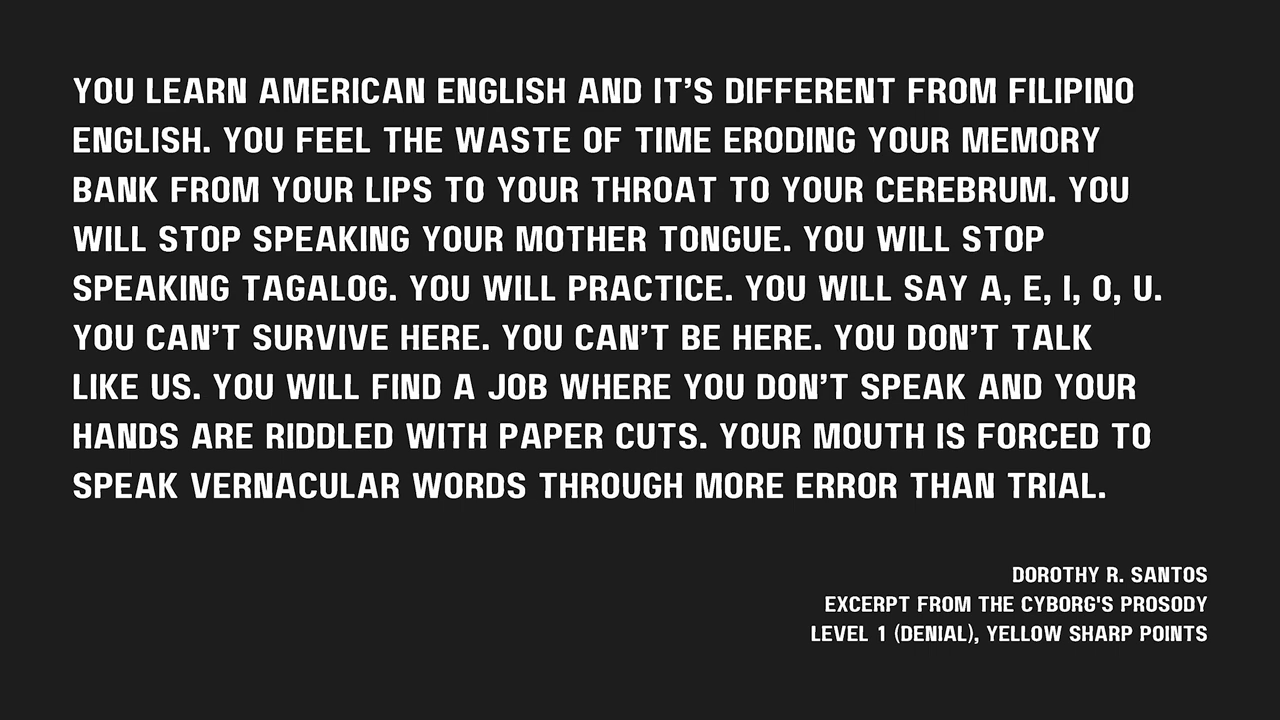 YOU LEARN AMERICAN ENGLISH AND IT’S DIFFERENT FROM FILIPINO
ENGLISH. YOU FEEL THE WASTE OF TIME ERODING YOUR MEMORY
BANK FROM YOUR LIPS TO YOUR THROAT TO YOUR CEREBRUM. YOU
WILL STOP SPEAKING YOUR MOTHER TONGUE. YOU WILL STOP
SPEAKING TAGALOG. YOU WILL PRACTICE. YOU WILL SAY A, E, I, O, U.
YOU CAN’T SURVIVE HERE. YOU CAN’T BE HERE. YOU DON’T TALK
LIKE US. YOU WILL FIND A JOB WHERE YOU DON’T SPEAK AND YOUR
HANDS ARE RIDDLED WITH PAPER CUTS. YOUR MOUTH IS FORCED TO
SPEAK VERNACULAR WORDS THROUGH MORE ERROR THAN TRIAL.
DOROTHY R. SANTOS
EXCERPT FROM THE CYBORG'S PROSODY
LEVEL 1 (DENIAL), YELLOW SHARP POINTS